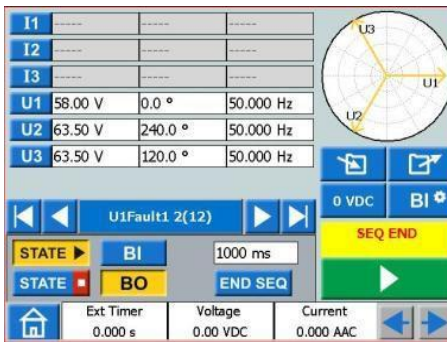 I1 ----- ----- -----
I2 ----- ----- -----
I3 ----- ----- -----
U1 58.00 V 0.0 ° 50.000 Hz
U2 63.50 V 240.0 ° 50.000 Hz
U3 63.50 V 120.0 ° 50.000 Hz
U3
U1
U2
0 VDC BI
U1Fault1 2(12)
SEQ END
STATE BI 1000 ms
STATE BO END SEQ
Ext Timer Voltage Current
0.000 s 0.00 VDC 0.000 AAC